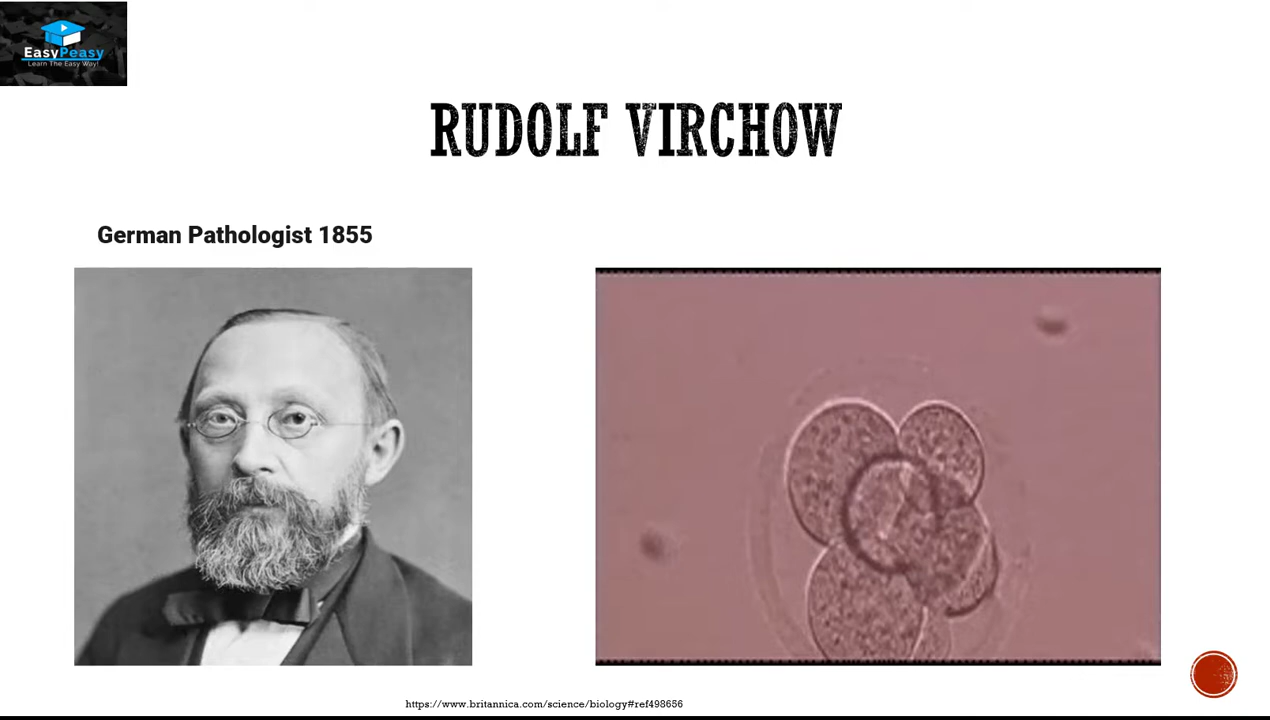 EasyPeasy
Learn The Easy Way!
RUDOLF VIRCHOW
German Pathologist 1855
https://www.britannica.com/science/biology#ref498656